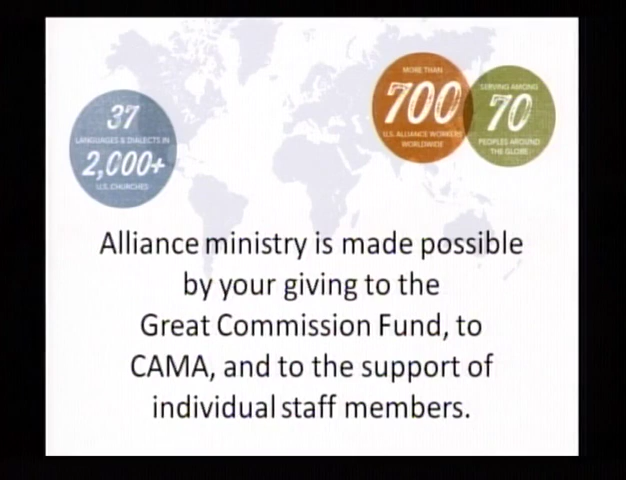 37
LANGUAGES & DIALECTS IN
2,000+
U.S. CHURCHES
MORE THAN
700
U.S. ALLIANCE WORKERS
WORLDWIDE
SERVING AMONG
70
PEOPLES AROUND
THE GLOBE
Alliance ministry is made possible
by your giving to the
Great Commission Fund, to
CAMA, and to the support of
individual staff members.